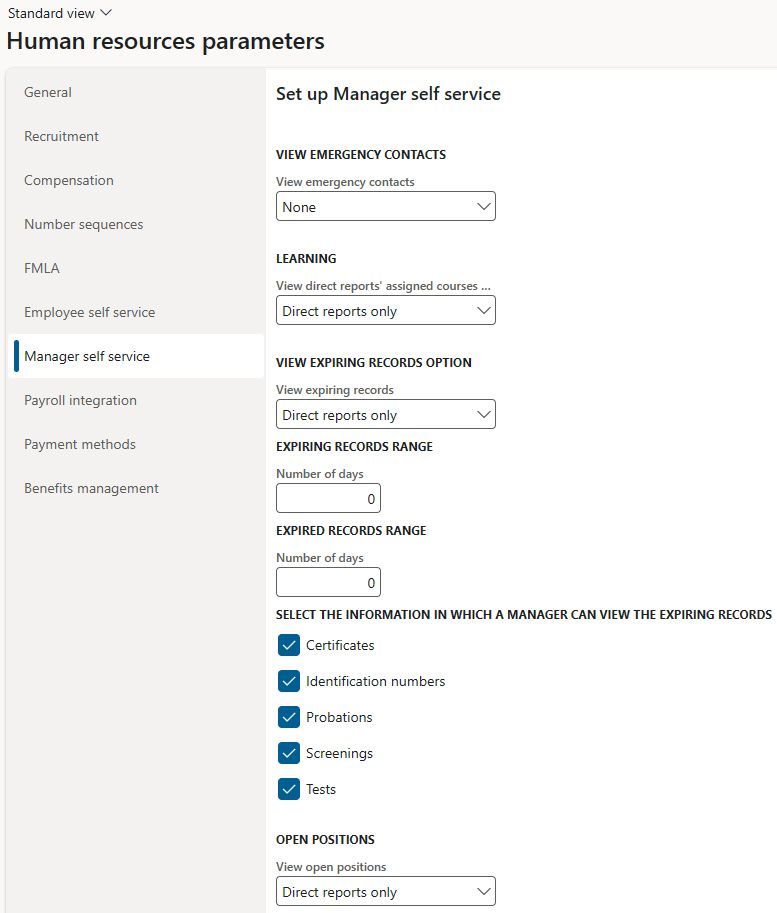 Standard view
Human resources parameters
General
Recruitment
Compensation
Number sequences
FMLA
Employee self service
Manager self service
Payroll integration
Payment methods
Benefits management
Set up Manager self service
VIEW EMERGENCY CONTACTS
View emergency contacts
None
LEARNING
View direct reports' assigned courses ...
Direct reports only
VIEW EXPIRING RECORDS OPTION
View expiring records
Direct reports only
EXPIRING RECORDS RANGE
Number of days
0
EXPIRED RECORDS RANGE
Number of days
0
SELECT THE INFORMATION IN WHICH A MANAGER CAN VIEW THE EXPIRING RECORDS
Certificates
Identification numbers
Probations
Screenings
Tests
OPEN POSITIONS
View open positions
Direct reports only